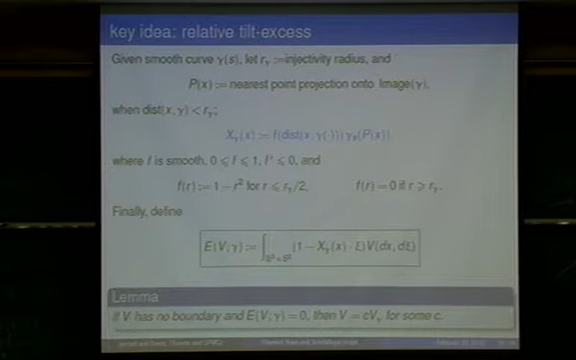 key idea: relative tilt-excess
Given smooth curve γ(s), let r_γ := injectivity radius, and
P(x) := nearest point projection onto Image(γ),
when dist(x, γ) < r_γ;
X_γ(x) := f(dist(x, γ(·))) γ_s(P(x))
where f is smooth, 0 ⩽ f ⩽ 1, f' ⩽ 0, and
f(r) := 1 − r² for r ⩽ r_γ/2, f(r) = 0 if r ⩾ r_γ.
Finally, define
E(V; γ) := ∫ (1 − X_γ(x) · ξ) V(dx, dξ)
Lemma
If V has no boundary and E(V; γ) = 0, then V = cV_γ for some c.